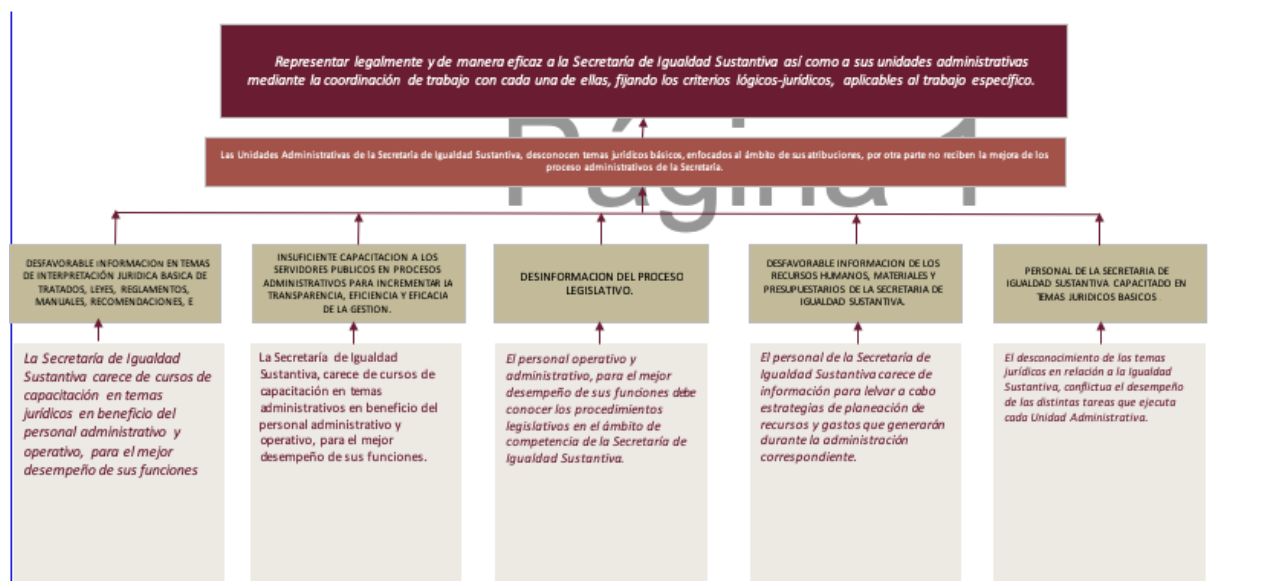 Representar legalmente y de manera eficaz a la Secretaría de Igualdad Sustantiva así como a sus unidades administrativas
mediante la coordinación de trabajo con cada una de ellas, fijando los criterios lógicos-jurídicos, aplicables al trabajo específico.
Página 1
Las Unidades Administrativas de la Secretaría de Igualdad Sustantiva, desconocen temas jurídicos básicos, enfocados al ámbito de sus atribuciones, por otra parte no reciben la mejora de los
proceso administrativos de la Secretaría.
DESFAVORABLE INFORMACION EN TEMAS
DE INTERPRETACIÓN JURIDICA BASICA DE
TRATADOS, LEYES, REGLAMENTOS,
MANUALES, RECOMENDACIONES, E
INSUFICIENTE CAPACITACION A LOS
SERVIDORES PUBLICOS EN PROCESOS
ADMINISTRATIVOS PARA INCREMENTAR LA
TRANSPARENCIA, EFICIENCIA Y EFICACIA
DE LA GESTION.
DESINFORMACION DEL PROCESO
LEGISLATIVO.
DESFAVORABLE INFORMACION DE LOS
RECURSOS HUMANOS, MATERIALES Y
PRESUPUESTARIOS DE LA SECRETARIA DE
IGUALDAD SUSTANTIVA.
PERSONAL DE LA SECRETARIA DE
IGUALDAD SUSTANTIVA CAPACITADO EN
TEMAS JURIDICOS BASICOS
La Secretaría de Igualdad
Sustantiva carece de cursos de
capacitación en temas
jurídicos en beneficio del
personal administrativo y
operativo, para el mejor
desempeño de sus funciones
La Secretaría de Igualdad
Sustantiva, carece de cursos de
capacitación en temas
administrativos en beneficio del
personal administrativo y
operativo, para el mejor
desempeño de sus funciones.
El personal operativo y
administrativo, para el mejor
desempeño de sus funciones debe
conocer los procedimientos
legislativos en el ámbito de
competencia de la Secretaría de
Igualdad Sustantiva.
El personal de la Secretaría de
Igualdad Sustantiva carece de
información para lelvar a cabo
estrategias de planeación de
recursos y gastos que generarán
durante la administración
correspondiente.
El desconocimiento de los temas
jurídicos en relación a la Igualdad
Sustantiva, conflictua el desempeño
de las distintas tareas que ejecuta
cada Unidad Administrativa.